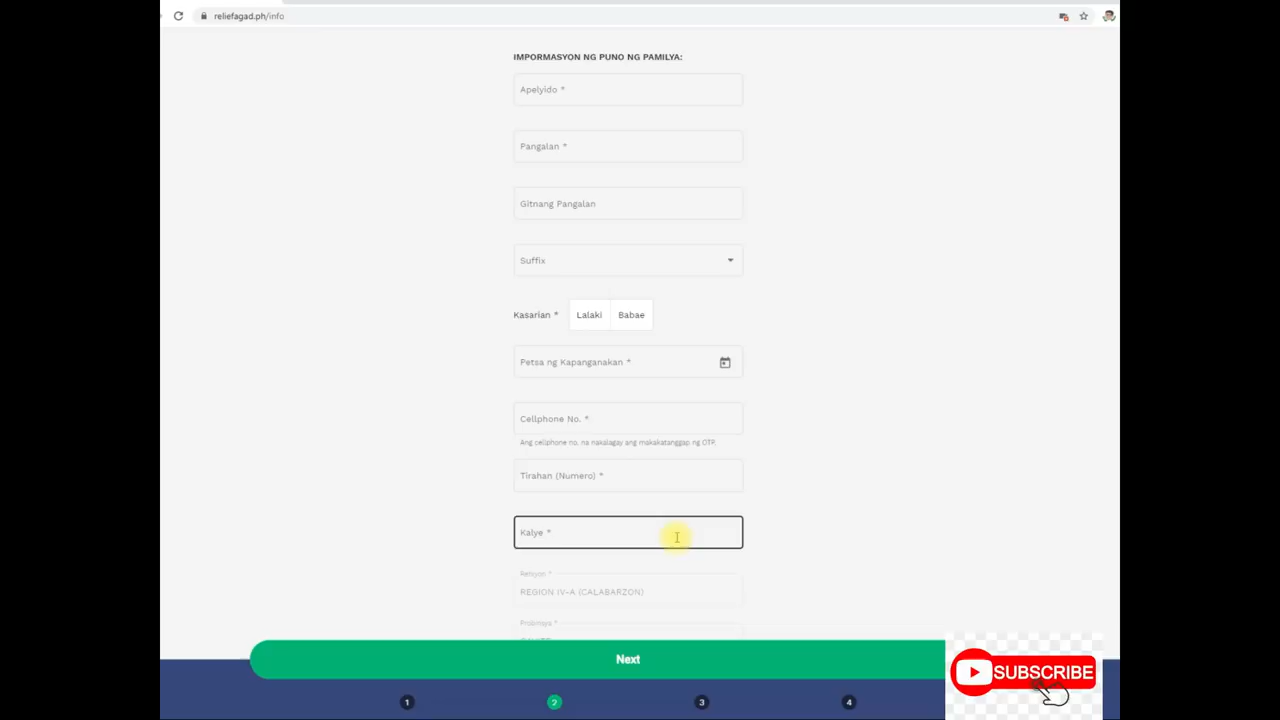 reliefagad.ph/info
IMPORMASYON NG PUNO NG PAMILYA:
Apelyido *
Pangalan *
Gitnang Pangalan
Suffix
Kasarian * Lalaki Babae
Petsa ng Kapanganakan *
Cellphone No. *
Ang cellphone no. na nakalagay ang makakatanggap ng OTP.
Tirahan (Numero) *
Kalye *
Rehiyon *
REGION IV-A (CALABARZON)
Probinsya *
Next
SUBSCRIBE
1 2 3 4